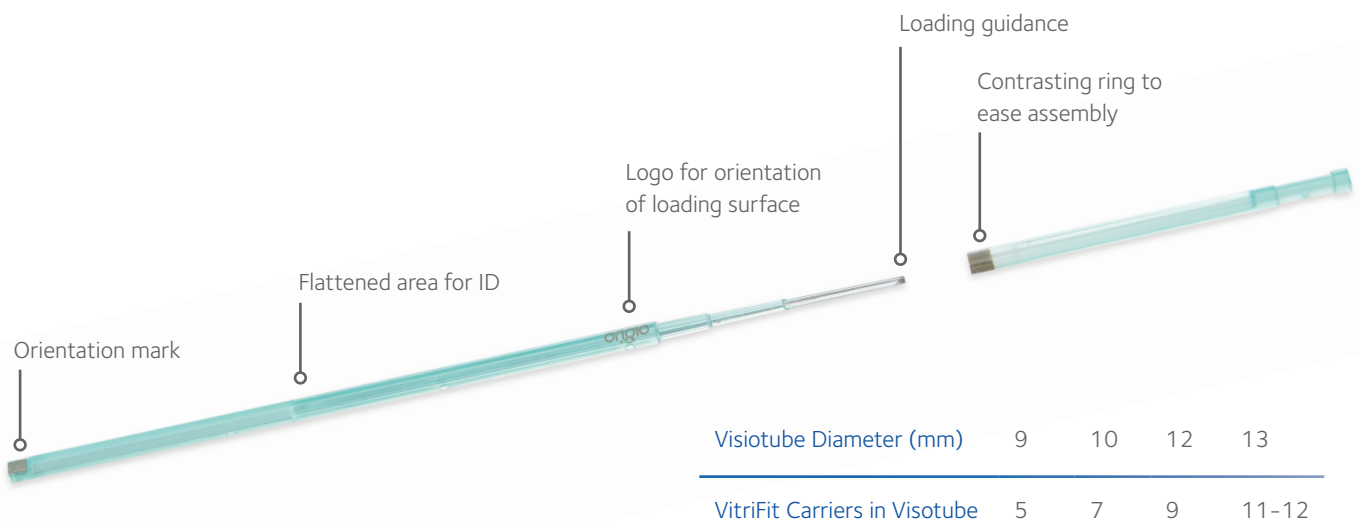 Loading guidance
Contrasting ring to
ease assembly
Logo for orientation
of loading surface
Flattened area for ID
Orientation mark
origio
Visiotube Diameter (mm) 9 10 12 13
VitriFit Carriers in Visotube 5 7 9 11-12